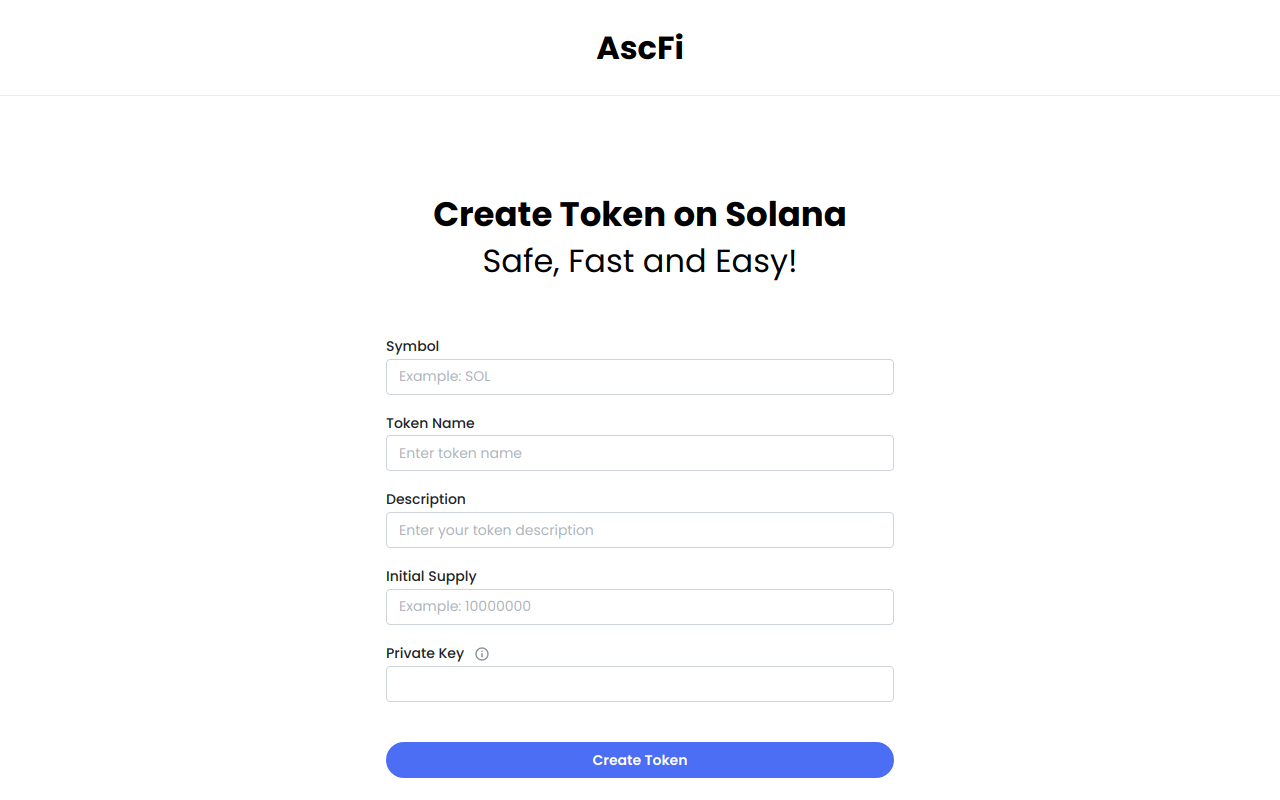 AscFi
Create Token on Solana
Safe, Fast and Easy!
Symbol
Example: SOL
Token Name
Enter token name
Description
Enter your token description
Initial Supply
Example: 10000000
Private Key
Create Token